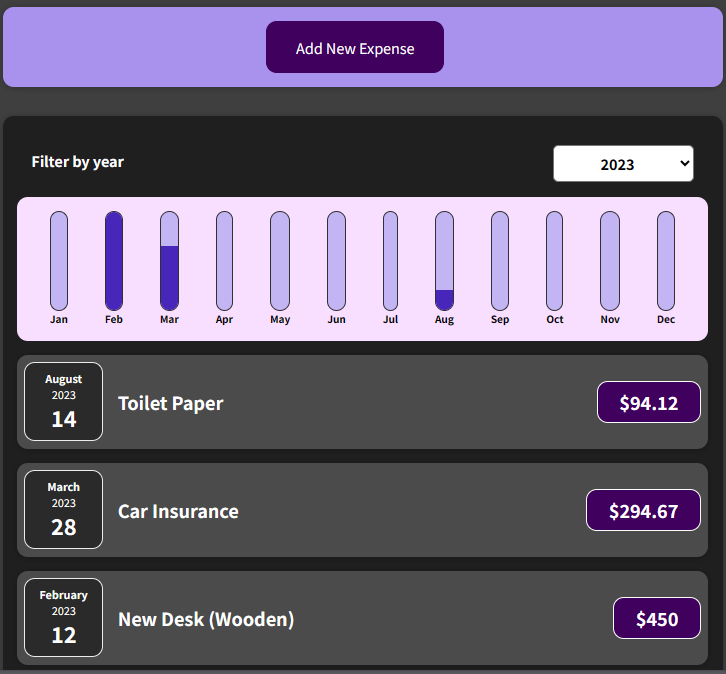 Add New Expense
Filter by year
2023
Jan Feb Mar Apr May Jun Jul Aug Sep Oct Nov Dec
August
2023
14
Toilet Paper
$94.12
March
2023
28
Car Insurance
$294.67
February
2023
12
New Desk (Wooden)
$450